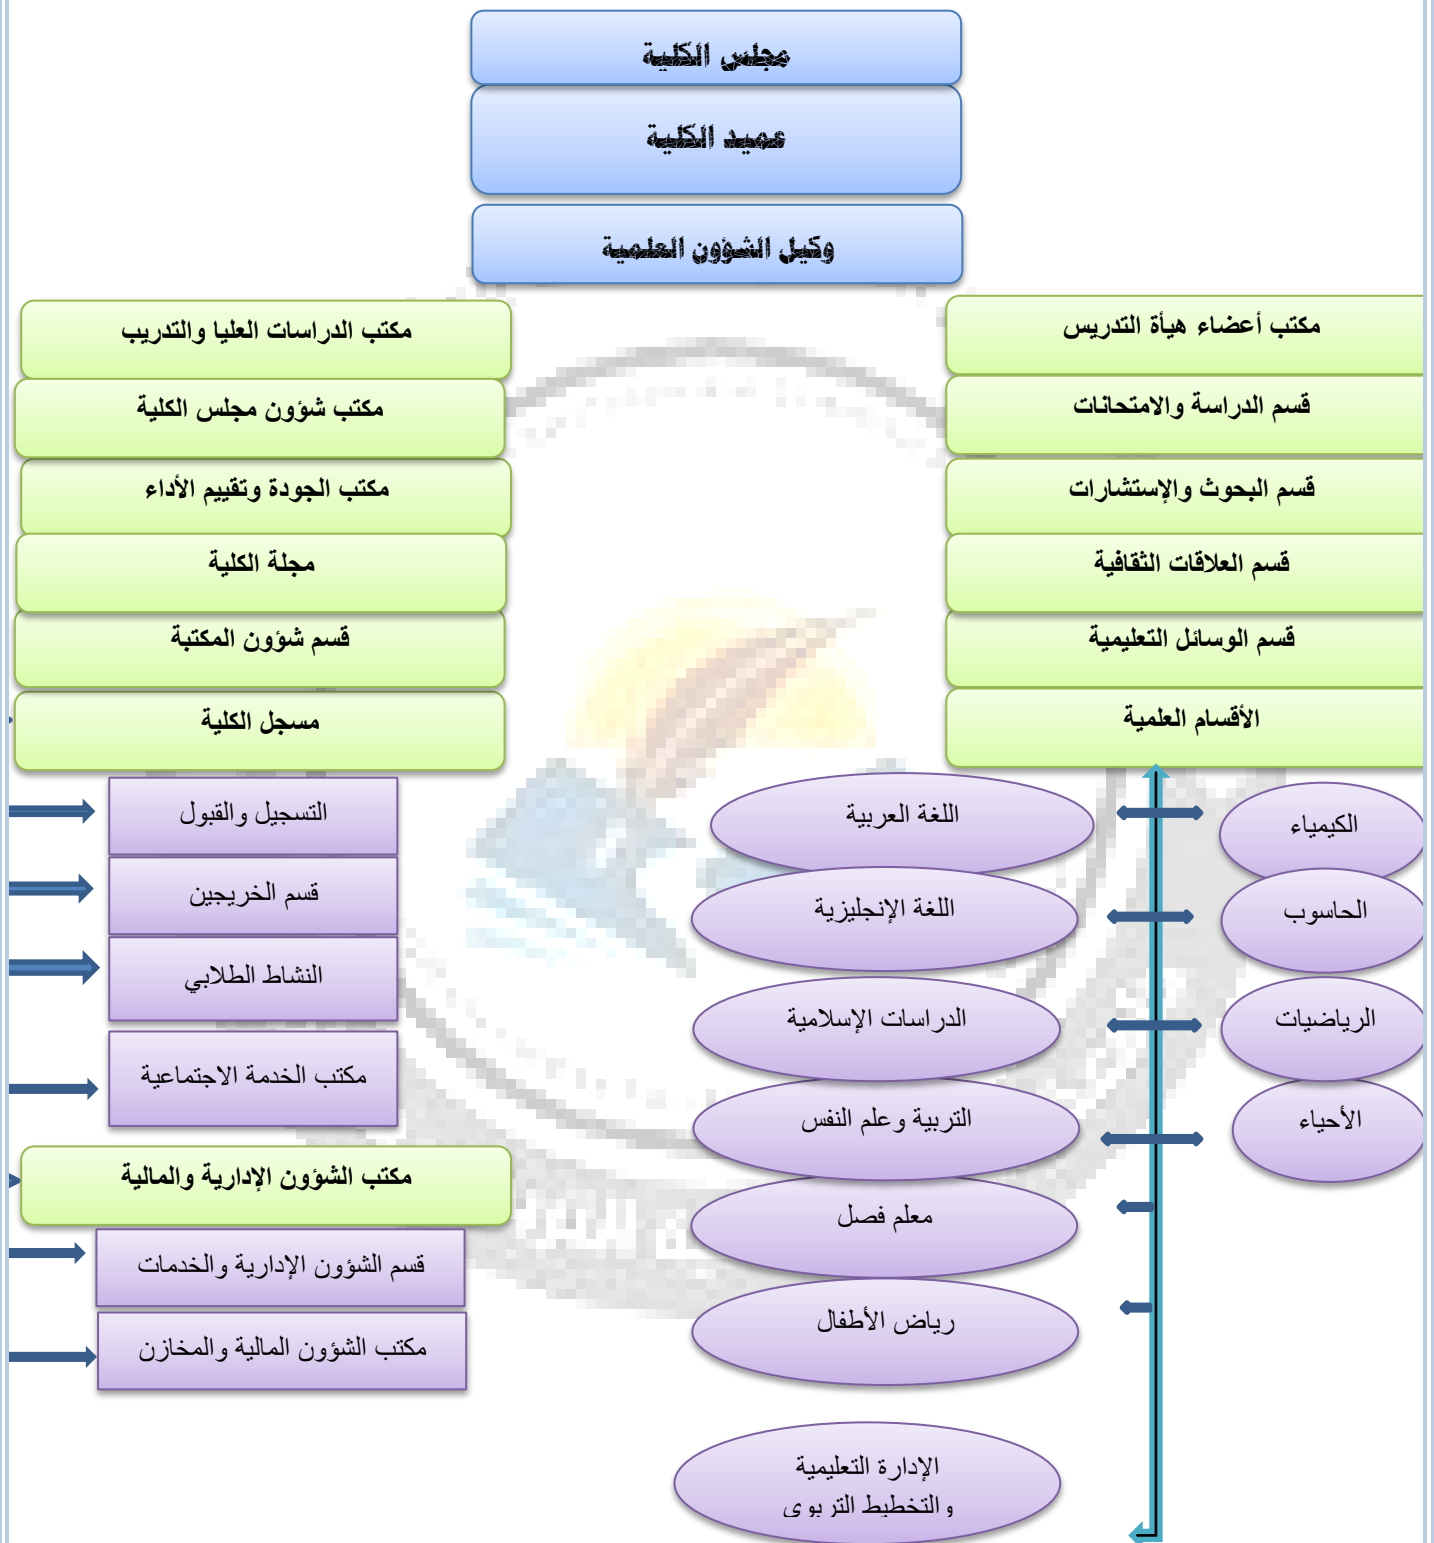 مجلس الكلية
عميد الكلية
وكيل الشؤون العلمية
مكتب أعضاء هيأة التدريس
قسم الدراسة والامتحانات
قسم البحوث والإستشارات
قسم العلاقات الثقافية
قسم الوسائل التعليمية
الأقسام العلمية
الكيمياء
الحاسوب
الرياضيات
الأحياء
اللغة العربية
اللغة الإنجليزية
الدراسات الإسلامية
التربية وعلم النفس
معلم فصل
رياض الأطفال
الإدارة التعليمية
والتخطيط التربوي
مكتب الدراسات العليا والتدريب
مكتب شؤون مجلس الكلية
مكتب الجودة وتقييم الأداء
مجلة الكلية
قسم شؤون المكتبة
مسجل الكلية
التسجيل والقبول
قسم الخريجين
النشاط الطلابي
مكتب الخدمة الاجتماعية
مكتب الشؤون الإدارية والمالية
قسم الشؤون الإدارية والخدمات
مكتب الشؤون المالية والمخازن